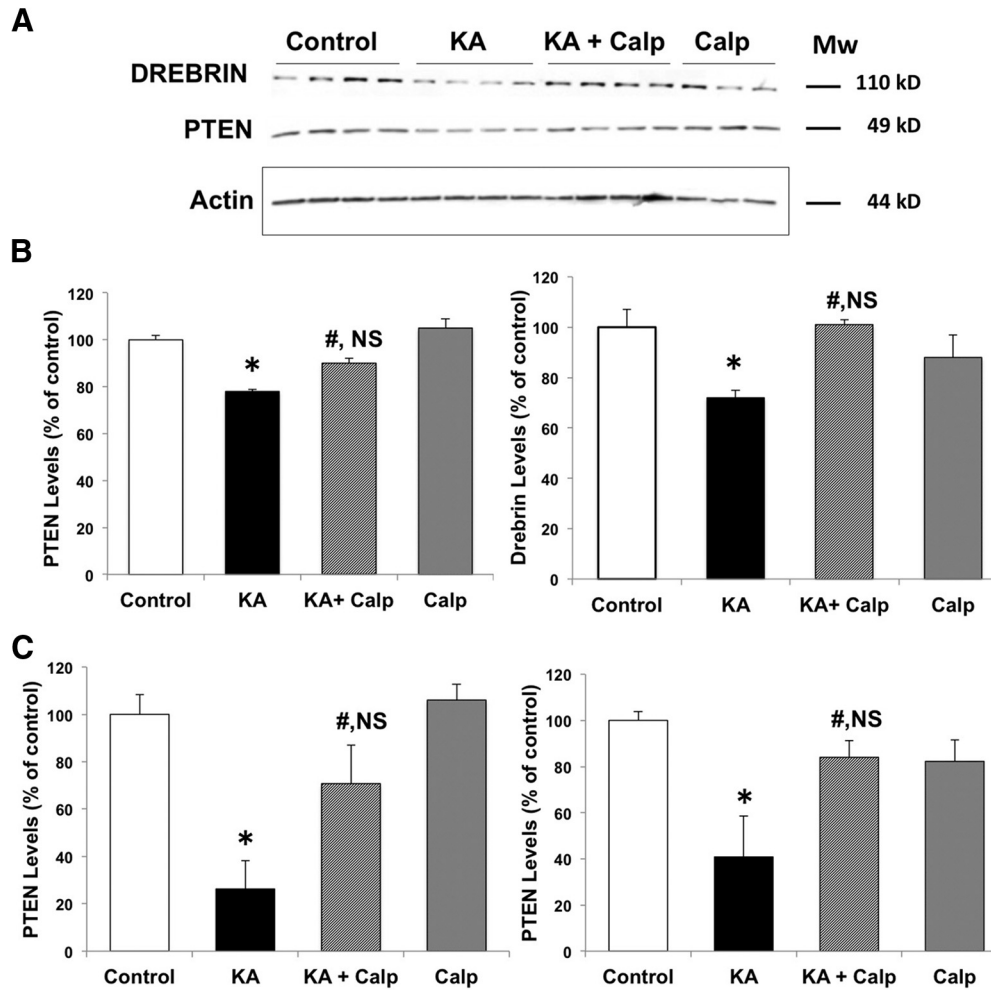 A
Control KA KA + Calp Calp Mw
DREBRIN 110 kD
PTEN 49 kD
Actin 44 kD
B
PTEN Levels (% of control)
120
100
80
60
40
20
0
*
#, NS
Control KA KA+ Calp Calp
Drebrin Levels (% of control)
120
100
80
60
40
20
0
*
#,NS
Control KA KA+ Calp Calp
C
PTEN Levels (% of control)
120
100
80
60
40
20
0
*
#,NS
Control KA KA + Calp Calp
PTEN Levels (% of control)
120
100
80
60
40
20
0
*
#,NS
Control KA KA + Calp Calp